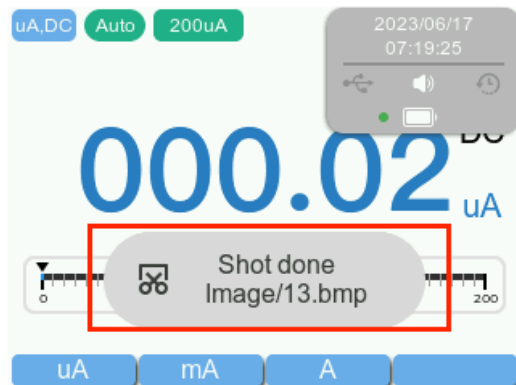 uA,DC Auto 200uA
2023/06/17
07:19:25
DC
000.02
uA
Shot done
Image/13.bmp
0 200
uA mA A